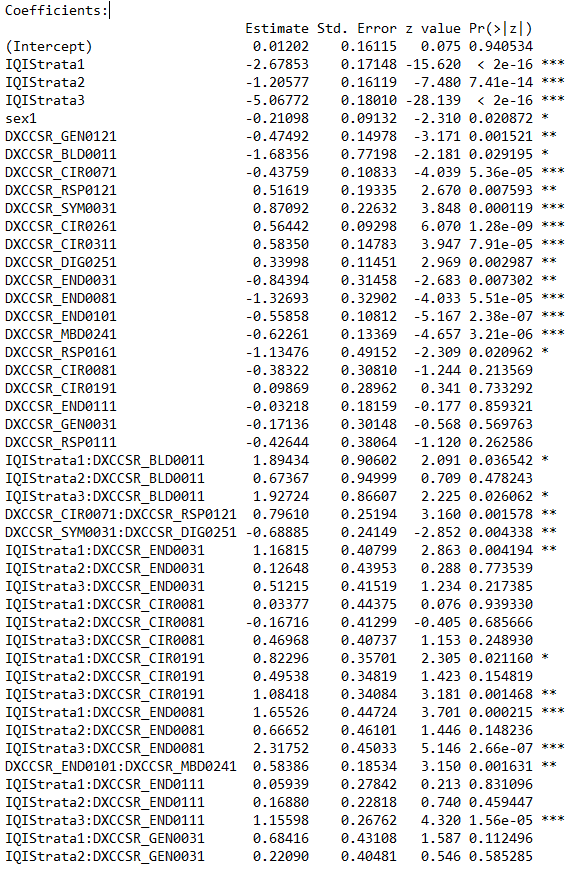 Coefficients:
Estimate Std. Error z value Pr(>|z|)
(Intercept) 0.01202 0.16115 0.075 0.940534
IQIStrata1 -2.67853 0.17148 -15.620 < 2e-16 ***
IQIStrata2 -1.20577 0.16119 -7.480 7.41e-14 ***
IQIStrata3 -5.06772 0.18010 -28.139 < 2e-16 ***
sex1 -0.21098 0.09132 -2.310 0.020872 *
DXCCSR_GEN0121 -0.47492 0.14978 -3.171 0.001521 **
DXCCSR_BLD0011 -1.68356 0.77198 -2.181 0.029195 *
DXCCSR_CIR0071 -0.43759 0.10833 -4.039 5.36e-05 ***
DXCCSR_RSP0121 0.51619 0.19335 2.670 0.007593 **
DXCCSR_SYM0031 0.87092 0.22632 3.848 0.000119 ***
DXCCSR_CIR0261 0.56442 0.09298 6.070 1.28e-09 ***
DXCCSR_CIR0311 0.58350 0.14783 3.947 7.91e-05 ***
DXCCSR_DIG0251 0.33998 0.11451 2.969 0.002987 **
DXCCSR_END0031 -0.84394 0.31458 -2.683 0.007302 **
DXCCSR_END0081 -1.32693 0.32902 -4.033 5.51e-05 ***
DXCCSR_END0101 -0.55858 0.10812 -5.167 2.38e-07 ***
DXCCSR_MBD0241 -0.62261 0.13369 -4.657 3.21e-06 ***
DXCCSR_RSP0161 -1.13476 0.49152 -2.309 0.020962 *
DXCCSR_CIR0081 -0.38322 0.30810 -1.244 0.213569
DXCCSR_CIR0191 0.09869 0.28962 0.341 0.733292
DXCCSR_END0111 -0.03218 0.18159 -0.177 0.859321
DXCCSR_GEN0031 -0.17136 0.30148 -0.568 0.569763
DXCCSR_RSP0111 -0.42644 0.38064 -1.120 0.262586
IQIStrata1:DXCCSR_BLD0011 1.89434 0.90602 2.091 0.036542 *
IQIStrata2:DXCCSR_BLD0011 0.67367 0.94999 0.709 0.478243
IQIStrata3:DXCCSR_BLD0011 1.92724 0.86607 2.225 0.026062 *
DXCCSR_CIR0071:DXCCSR_RSP0121 0.79610 0.25194 3.160 0.001578 **
DXCCSR_SYM0031:DXCCSR_DIG0251 -0.68885 0.24149 -2.852 0.004338 **
IQIStrata1:DXCCSR_END0031 1.16815 0.40799 2.863 0.004194 **
IQIStrata2:DXCCSR_END0031 0.12648 0.43953 0.288 0.773539
IQIStrata3:DXCCSR_END0031 0.51215 0.41519 1.234 0.217385
IQIStrata1:DXCCSR_CIR0081 0.03377 0.44375 0.076 0.939330
IQIStrata2:DXCCSR_CIR0081 -0.16716 0.41299 -0.405 0.685666
IQIStrata3:DXCCSR_CIR0081 0.46968 0.40737 1.153 0.248930
IQIStrata1:DXCCSR_CIR0191 0.82296 0.35701 2.305 0.021160 *
IQIStrata2:DXCCSR_CIR0191 0.49538 0.34819 1.423 0.154819
IQIStrata3:DXCCSR_CIR0191 1.08418 0.34084 3.181 0.001468 **
IQIStrata1:DXCCSR_END0081 1.65526 0.44724 3.701 0.000215 ***
IQIStrata2:DXCCSR_END0081 0.66652 0.46101 1.446 0.148236
IQIStrata3:DXCCSR_END0081 2.31752 0.45033 5.146 2.66e-07 ***
DXCCSR_END0101:DXCCSR_MBD0241 0.58386 0.18534 3.150 0.001631 **
IQIStrata1:DXCCSR_END0111 0.05939 0.27842 0.213 0.831096
IQIStrata2:DXCCSR_END0111 0.16880 0.22818 0.740 0.459447
IQIStrata3:DXCCSR_END0111 1.15598 0.26762 4.320 1.56e-05 ***
IQIStrata1:DXCCSR_GEN0031 0.68416 0.43108 1.587 0.112496
IQIStrata2:DXCCSR_GEN0031 0.22090 0.40481 0.546 0.585285